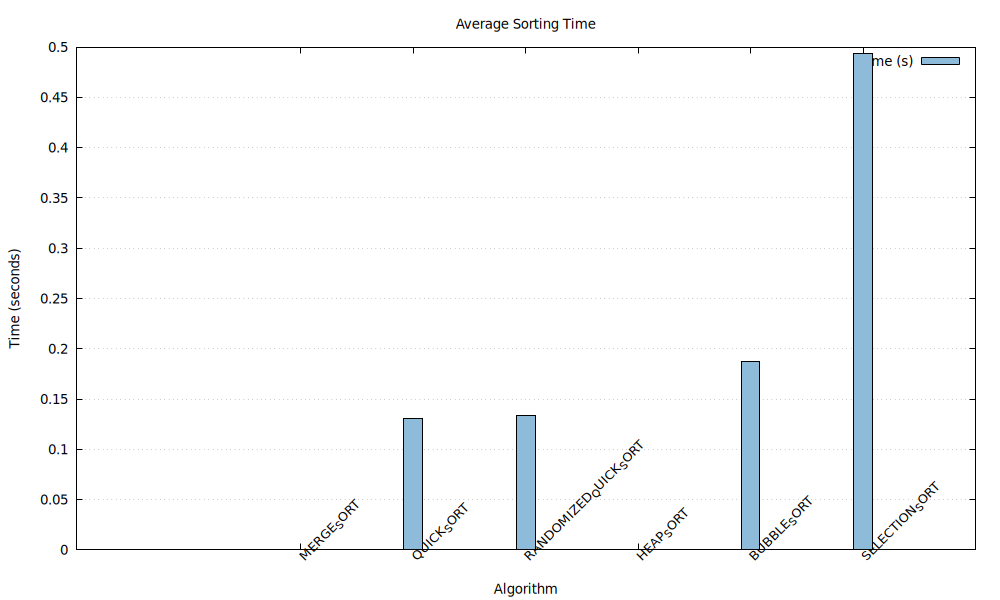 Average Sorting Time
me (s)
0.5
0.45
0.4
0.35
0.3
0.25
0.2
0.15
0.1
0.05
0
Time (seconds)
MERGESORT
QUICKSORT
RANDOMIZEDQUICKSORT
HEAPSORT
BUBBLESORT
SELECTIONSORT
Algorithm